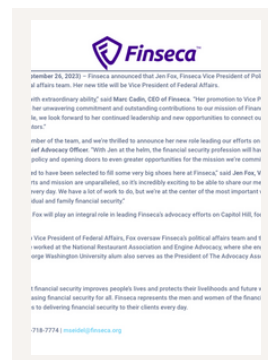 Finseca
ptember 26, 2023) – Finseca announced that Jen Fox, Finseca Vice President of Pol
al affairs team. Her new title will be Vice President of Federal Affairs.
ith extraordinary ability," said Marc Cadin, CEO of Finseca. "Her promotion to Vice P
her unwavering commitment and outstanding contributions to our mission of Finan
le, we look forward to her continued leadership and new opportunities to connect ou
tors."
mber of the team, and we're thrilled to announce her new role leading our efforts on
ief Advocacy Officer. "With Jen at the helm, the financial security profession will ha
policy and opening doors to even greater opportunities for the mission we're commi
ed to have been selected to fill some very big shoes here at Finseca," said Jen Fox, V
rts and mission are unparalleled, so it's incredibly exciting to be able to share our me
very day. We have a lot of work to do, but we're at the center of the most important
idual and family financial security."
Fox will play an integral role in leading Finseca's advocacy efforts on Capitol Hill, fo
Vice President of Federal Affairs, Fox oversaw Finseca's political affairs team and t
worked at the National Restaurant Association and Engine Advocacy, where she en
orge Washington University alum also serves as the President of The Advocacy Ass
t financial security improves people's lives and protects their livelihoods and future
asing financial security for all. Finseca represents the men and women of the financ
s to delivering financial security to their clients every day.
-718-7774 | msedel@finseca.org